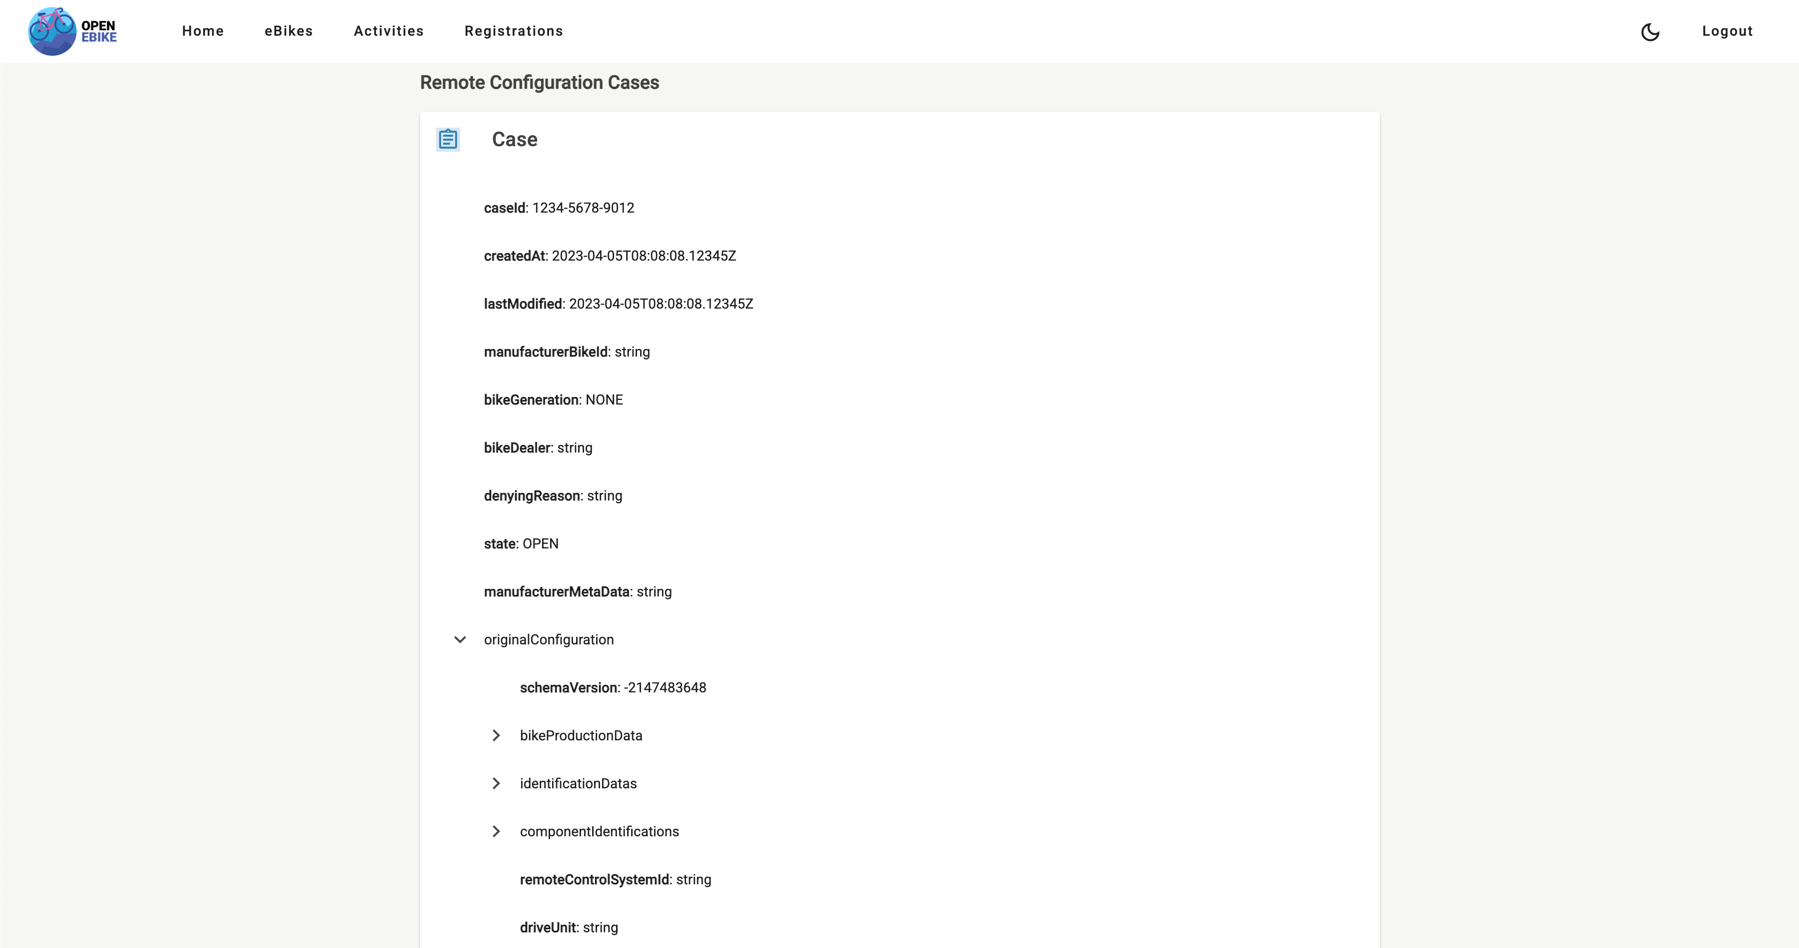 OPEN
EBIKE
Home
eBikes
Activities
Registrations
Logout
Remote Configuration Cases
Case
caseId: 1234-5678-9012
createdAt: 2023-04-05T08:08:08.12345Z
lastModified: 2023-04-05T08:08:08.12345Z
manufacturerBikeId: string
bikeGeneration: NONE
bikeDealer: string
denyingReason: string
state: OPEN
manufacturerMetaData: string
originalConfiguration
schemaVersion: -2147483648
bikeProductionData
identificationDatas
componentIdentifications
remoteControlSystemId: string
driveUnit: string